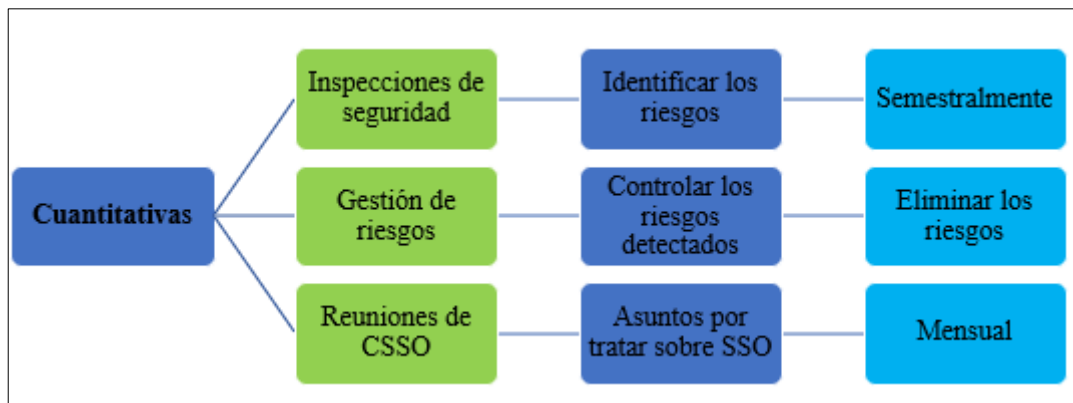 Cuantitativas
Inspecciones de
seguridad
Identificar los
riesgos
Semestralmente
Gestión de
riesgos
Controlar los
riesgos
detectados
Eliminar los
riesgos
Reuniones de
CSSO
Asuntos por
tratar sobre SSO
Mensual